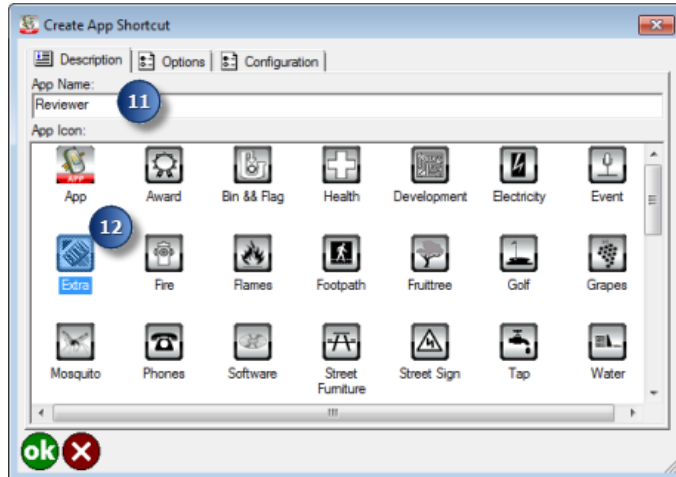 Create App Shortcut
Description Options Configuration
App Name:
Reviewer 11
App Icon:
APP
App Award Bin && Flag Health Development Electricity Event
12
Extra Fire Flames Footpath Fruittree Golf Grapes
Mosquito Phones Software Street Furniture Street Sign Tap Water
ok